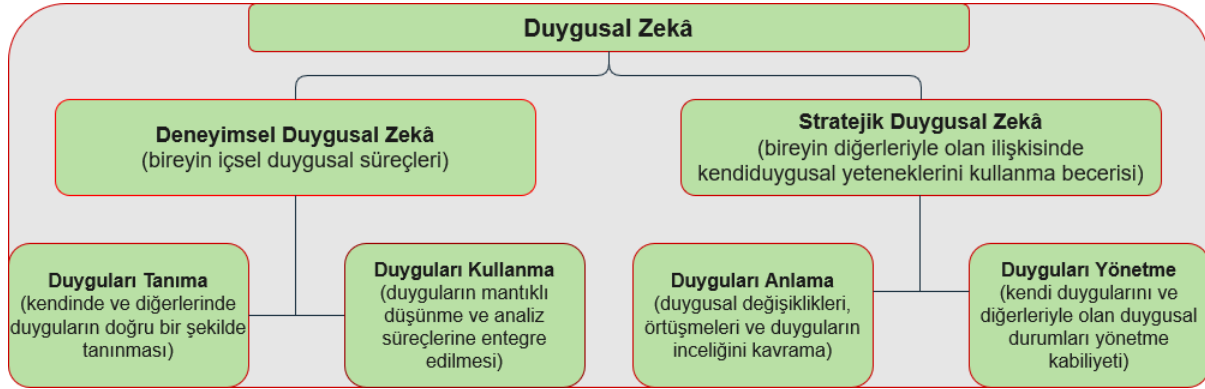 Duygusal Zekâ
Deneyimsel Duygusal Zekâ
(bireyin içsel duygusal süreçleri)
Stratejik Duygusal Zekâ
(bireyin diğerleriyle olan ilişkisinde
kendiduygusal yeteneklerini kullanma becerisi)
Duyguları Tanıma
(kendinde ve diğerlerinde
duyguların doğru bir şekilde
tanınması)
Duyguları Kullanma
(duyguların mantıklı
düşünme ve analiz
süreçlerine entegre
edilmesi)
Duyguları Anlama
(duygusal değişiklikleri,
örtüşmeleri ve duyguların
inceliğini kavrama)
Duyguları Yönetme
(kendi duygularını ve
diğerleriyle olan duygusal
durumları yönetme
kabiliyeti)